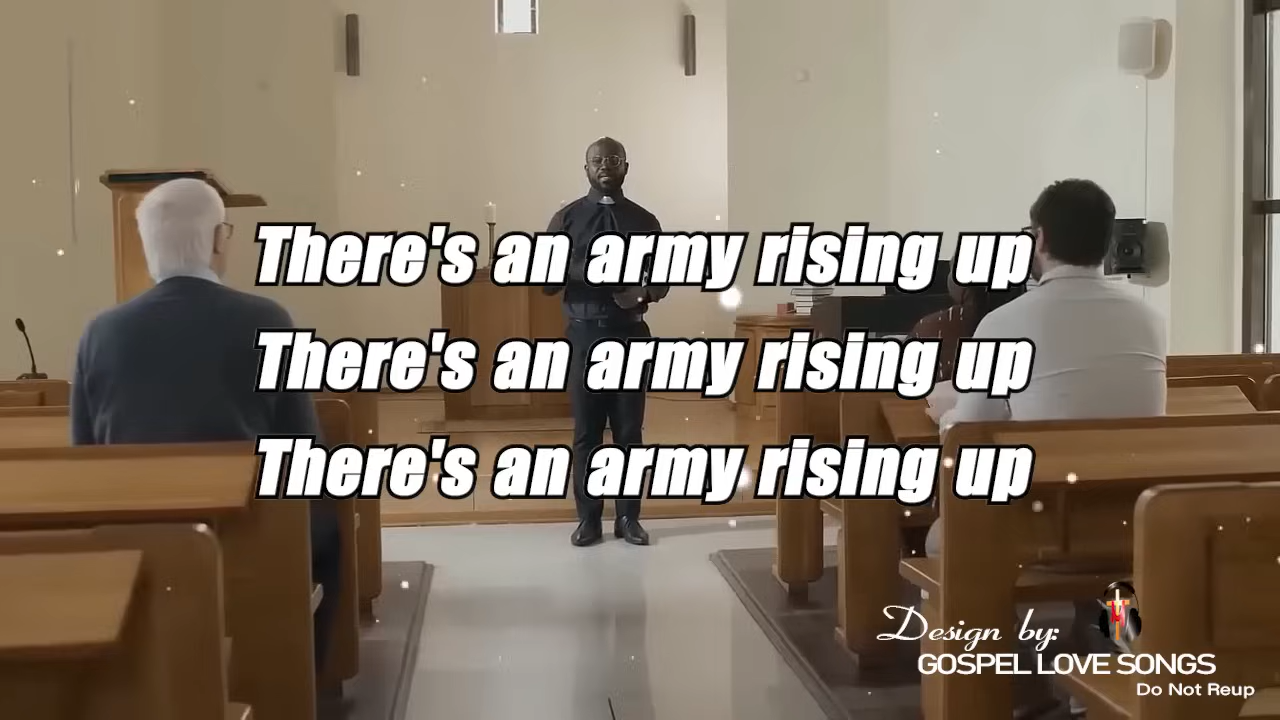 There's an army rising up
There's an army rising up
There's an army rising up
Design by:
GOSPEL LOVE SONGS
Do Not Reup